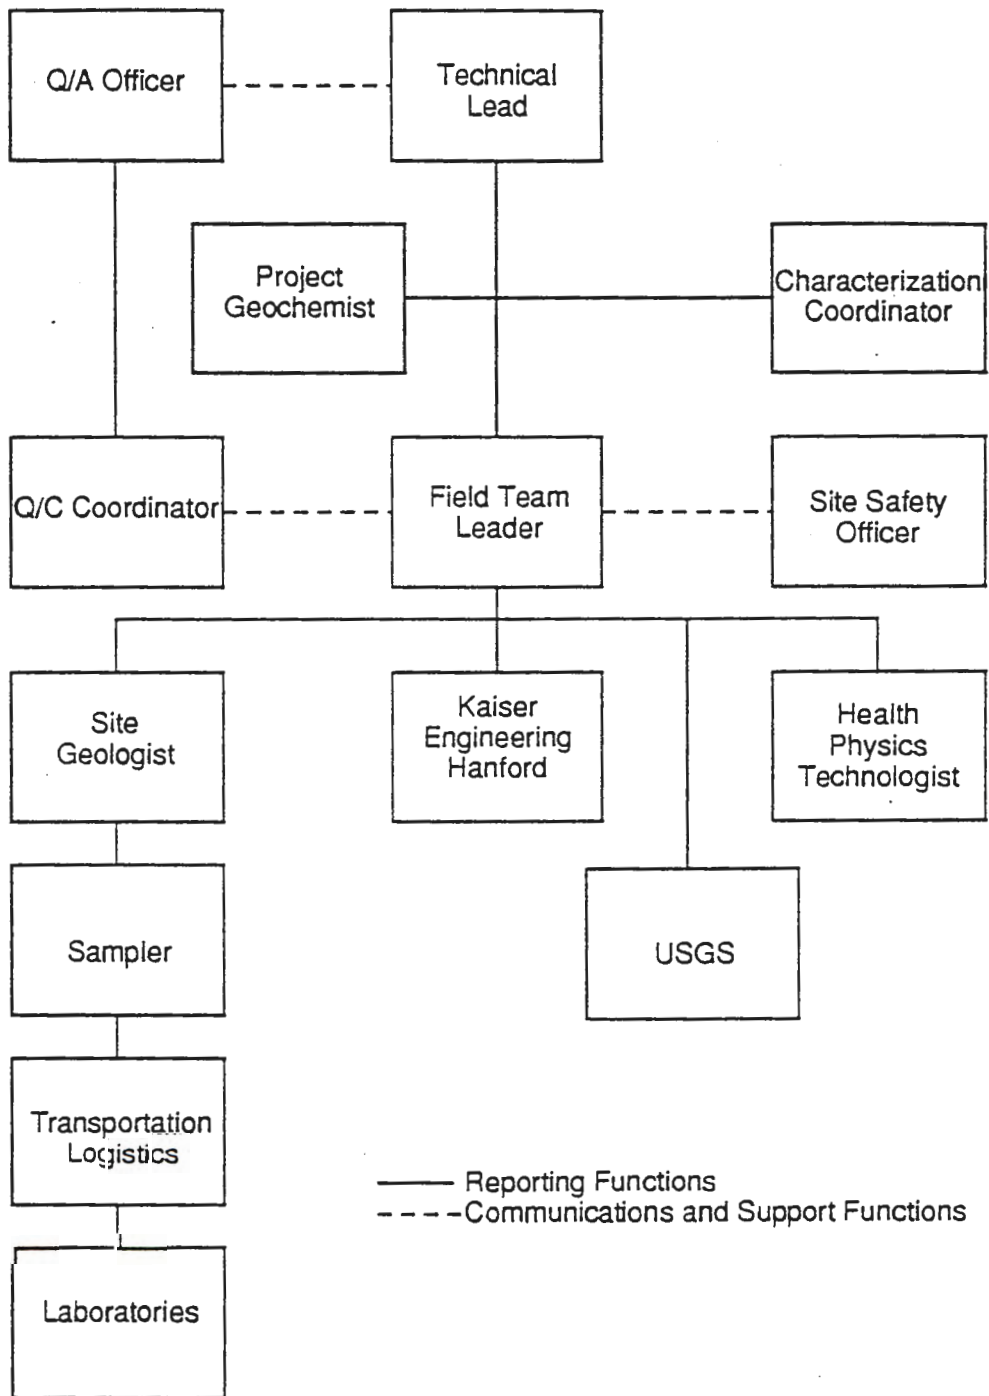 Q/A Officer
Technical
Lead
Project
Geochemist
Characterization
Coordinator
Q/C Coordinator
Field Team
Leader
Site Safety
Officer
Site
Geologist
Kaiser
Engineering
Hanford
Health
Physics
Technologist
Sampler
USGS
Transportation
Logistics
Reporting Functions
Communications and Support Functions
Laboratories